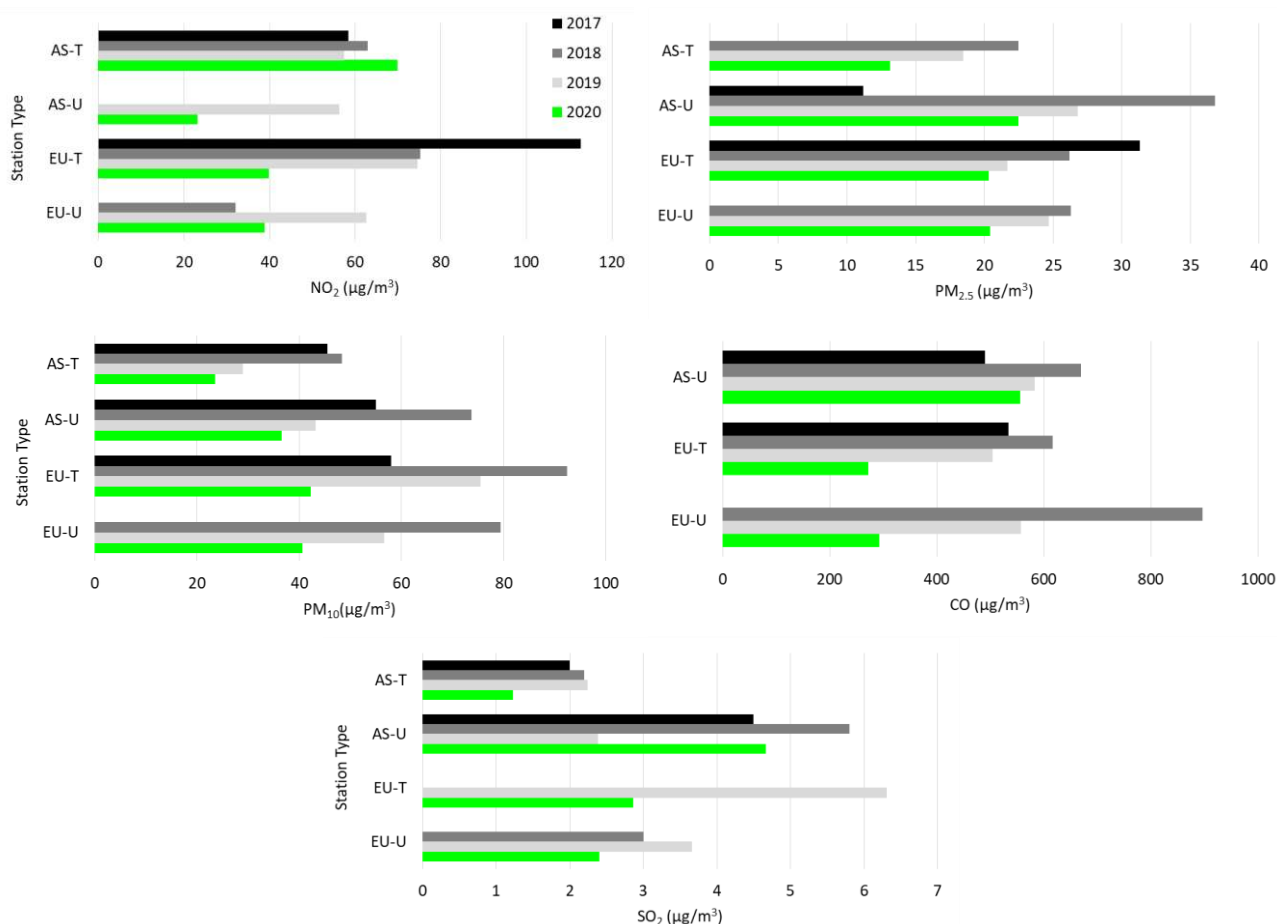 2017
2018
2019
2020
Station Type
AS-T
AS-U
EU-T
EU-U
0 20 40 60 80 100 120
NO₂ (µg/m³)
AS-T
AS-U
EU-T
EU-U
0 5 10 15 20 25 30 35 40
PM₂.₅ (µg/m³)
Station Type
AS-T
AS-U
EU-T
EU-U
0 20 40 60 80 100
PM₁₀(µg/m³)
AS-U
EU-T
EU-U
0 200 400 600 800 1000
CO (µg/m³)
Station Type
AS-T
AS-U
EU-T
EU-U
0 1 2 3 4 5 6 7
SO₂ (µg/m³)